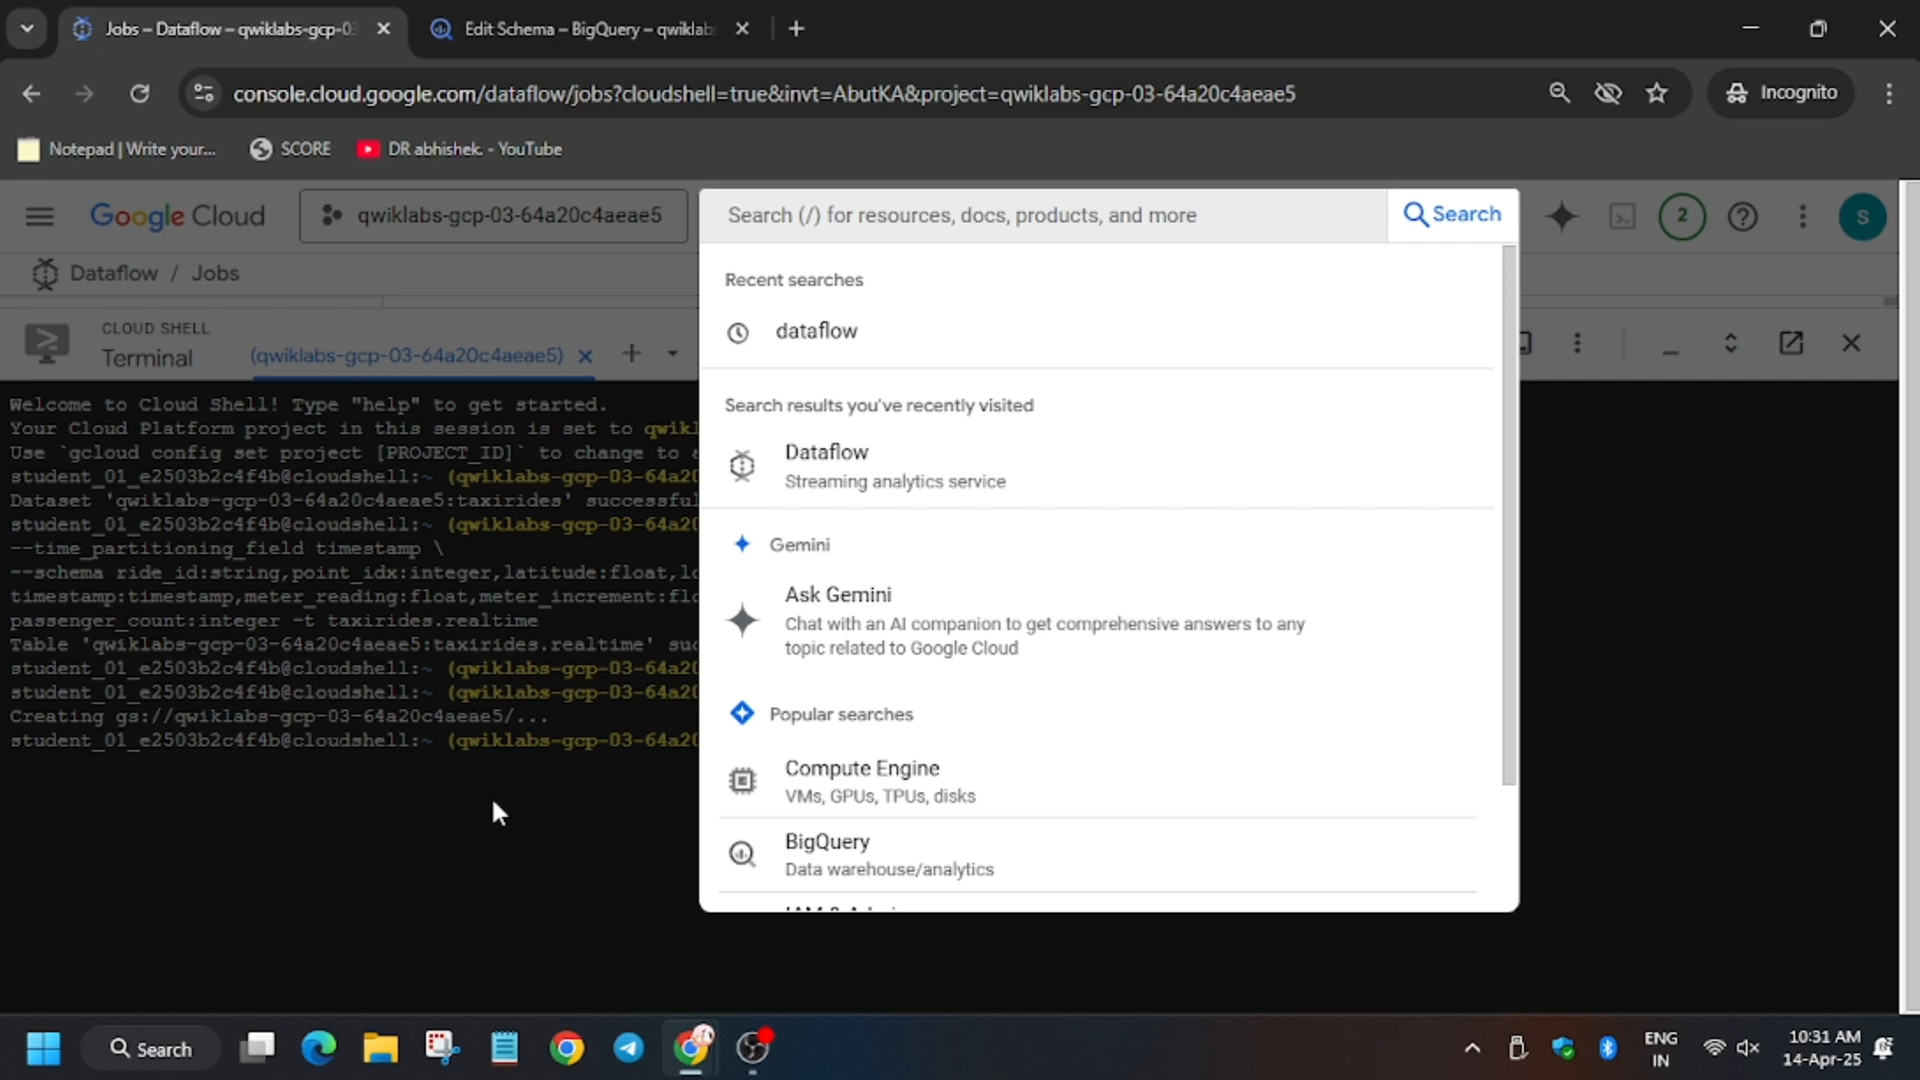 Jobs – Dataflow – qwiklabs-gcp-03
Edit Schema – BigQuery – qwiklab
console.cloud.google.com/dataflow/jobs?cloudshell=true&invt=AbutKA&project=qwiklabs-gcp-03-64a20c4aeae5
Incognito
Notepad | Write your...
SCORE
DR abhishek. - YouTube
Google Cloud
qwiklabs-gcp-03-64a20c4aeae5
Search (/) for resources, docs, products, and more
Search
2
S
Dataflow / Jobs
CLOUD SHELL
Terminal
(qwiklabs-gcp-03-64a20c4aeae5)
Welcome to Cloud Shell! Type "help" to get started.
Your Cloud Platform project in this session is set to qwikl
Use `gcloud config set project [PROJECT_ID]` to change to
student_01_e2503b2c4f4b@cloudshell:~ (qwiklabs-gcp-03-64a20
Dataset 'qwiklabs-gcp-03-64a20c4aeae5:taxirides' successful
student_01_e2503b2c4f4b@cloudshell:~ (qwiklabs-gcp-03-64a20
--time_partitioning_field timestamp \
--schema ride_id:string,point_idx:integer,latitude:float,lo
timestamp:timestamp,meter_reading:float,meter_increment:flo
passenger_count:integer -t taxirides.realtime
Table 'qwiklabs-gcp-03-64a20c4aeae5:taxirides.realtime' suc
student_01_e2503b2c4f4b@cloudshell:~ (qwiklabs-gcp-03-64a20
student_01_e2503b2c4f4b@cloudshell:~ (qwiklabs-gcp-03-64a20
Creating gs://qwiklabs-gcp-03-64a20c4aeae5/...
student_01_e2503b2c4f4b@cloudshell:~ (qwiklabs-gcp-03-64a20
Recent searches
dataflow
Search results you've recently visited
Dataflow
Streaming analytics service
Gemini
Ask Gemini
Chat with an AI companion to get comprehensive answers to any
topic related to Google Cloud
Popular searches
Compute Engine
VMs, GPUs, TPUs, disks
BigQuery
Data warehouse/analytics
Search
ENG
IN
10:31 AM
14-Apr-25